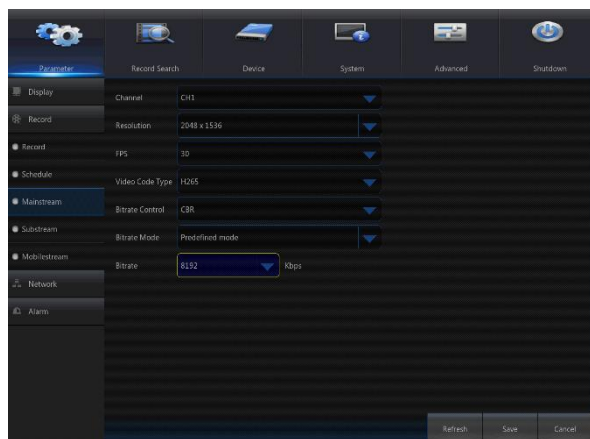 Parameter Record Search Device System Advanced Shutdown
Display
Record
Record
Schedule
Mainstream
Substream
Mobilestream
Network
Alarm
Channel CH1
Resolution 2048 x 1536
FPS 30
Video Code Type H265
Bitrate Control CBR
Bitrate Mode Predefined mode
Bitrate 8192 Kbps
Refresh Save Cancel